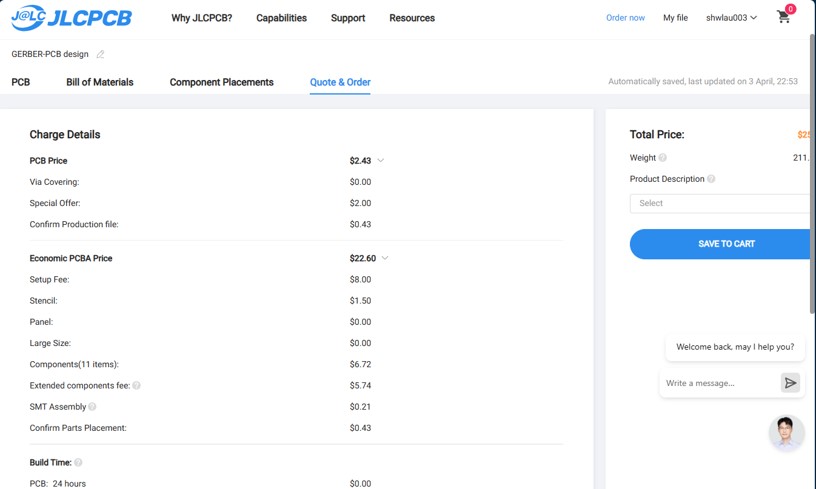 J@LC JLCPCB
Why JLCPCB? Capabilities Support Resources Order now My file shwlau003 0
GERBER-PCB design
PCB Bill of Materials Component Placements Quote & Order Automatically saved, last updated on 3 April, 22:53
Charge Details
PCB Price $2.43
Via Covering: $0.00
Special Offer: $2.00
Confirm Production file: $0.43
Economic PCBA Price $22.60
Setup Fee: $8.00
Stencil: $1.50
Panel: $0.00
Large Size: $0.00
Components(11 items): $6.72
Extended components fee: ? $5.74
SMT Assembly ? $0.21
Confirm Parts Placement: $0.43
Build Time: ?
PCB: 24 hours $0.00
Total Price: $25
Weight ? 211.
Product Description ?
Select
SAVE TO CART
Welcome back, may I help you?
Write a message...